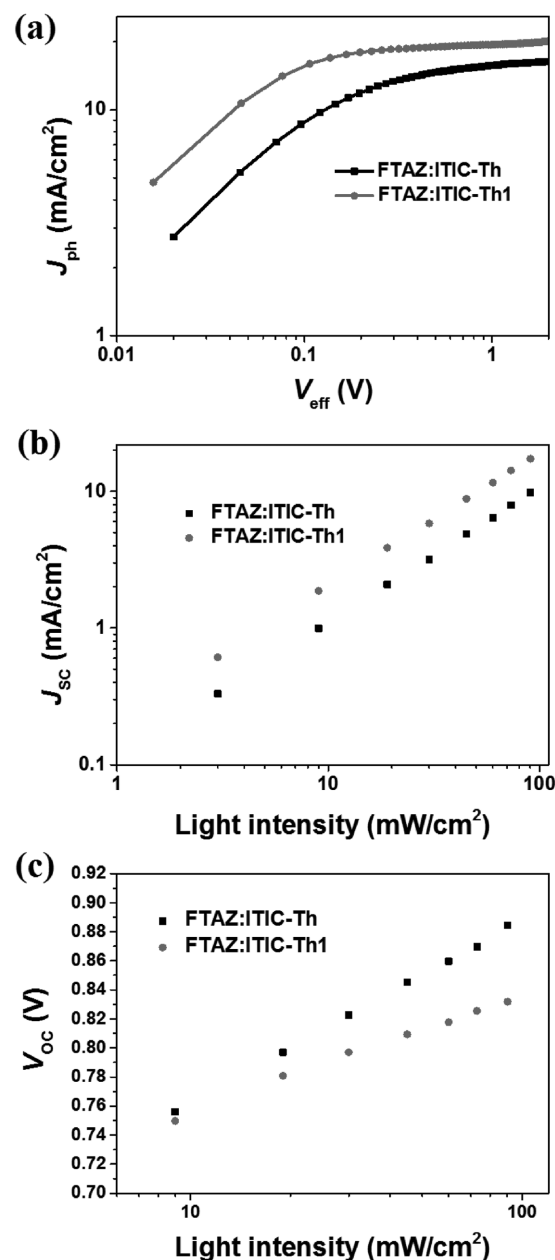 (a)
10
1
J_ph (mA/cm²)
FTAZ:ITIC-Th
FTAZ:ITIC-Th1
0.01
0.1
1
V_eff (V)
(b)
10
1
0.1
J_SC (mA/cm²)
FTAZ:ITIC-Th
FTAZ:ITIC-Th1
1
10
100
Light intensity (mW/cm²)
(c)
0.92
0.90
0.88
0.86
0.84
0.82
0.80
0.78
0.76
0.74
0.72
0.70
V_OC (V)
FTAZ:ITIC-Th
FTAZ:ITIC-Th1
10
100
Light intensity (mW/cm²)